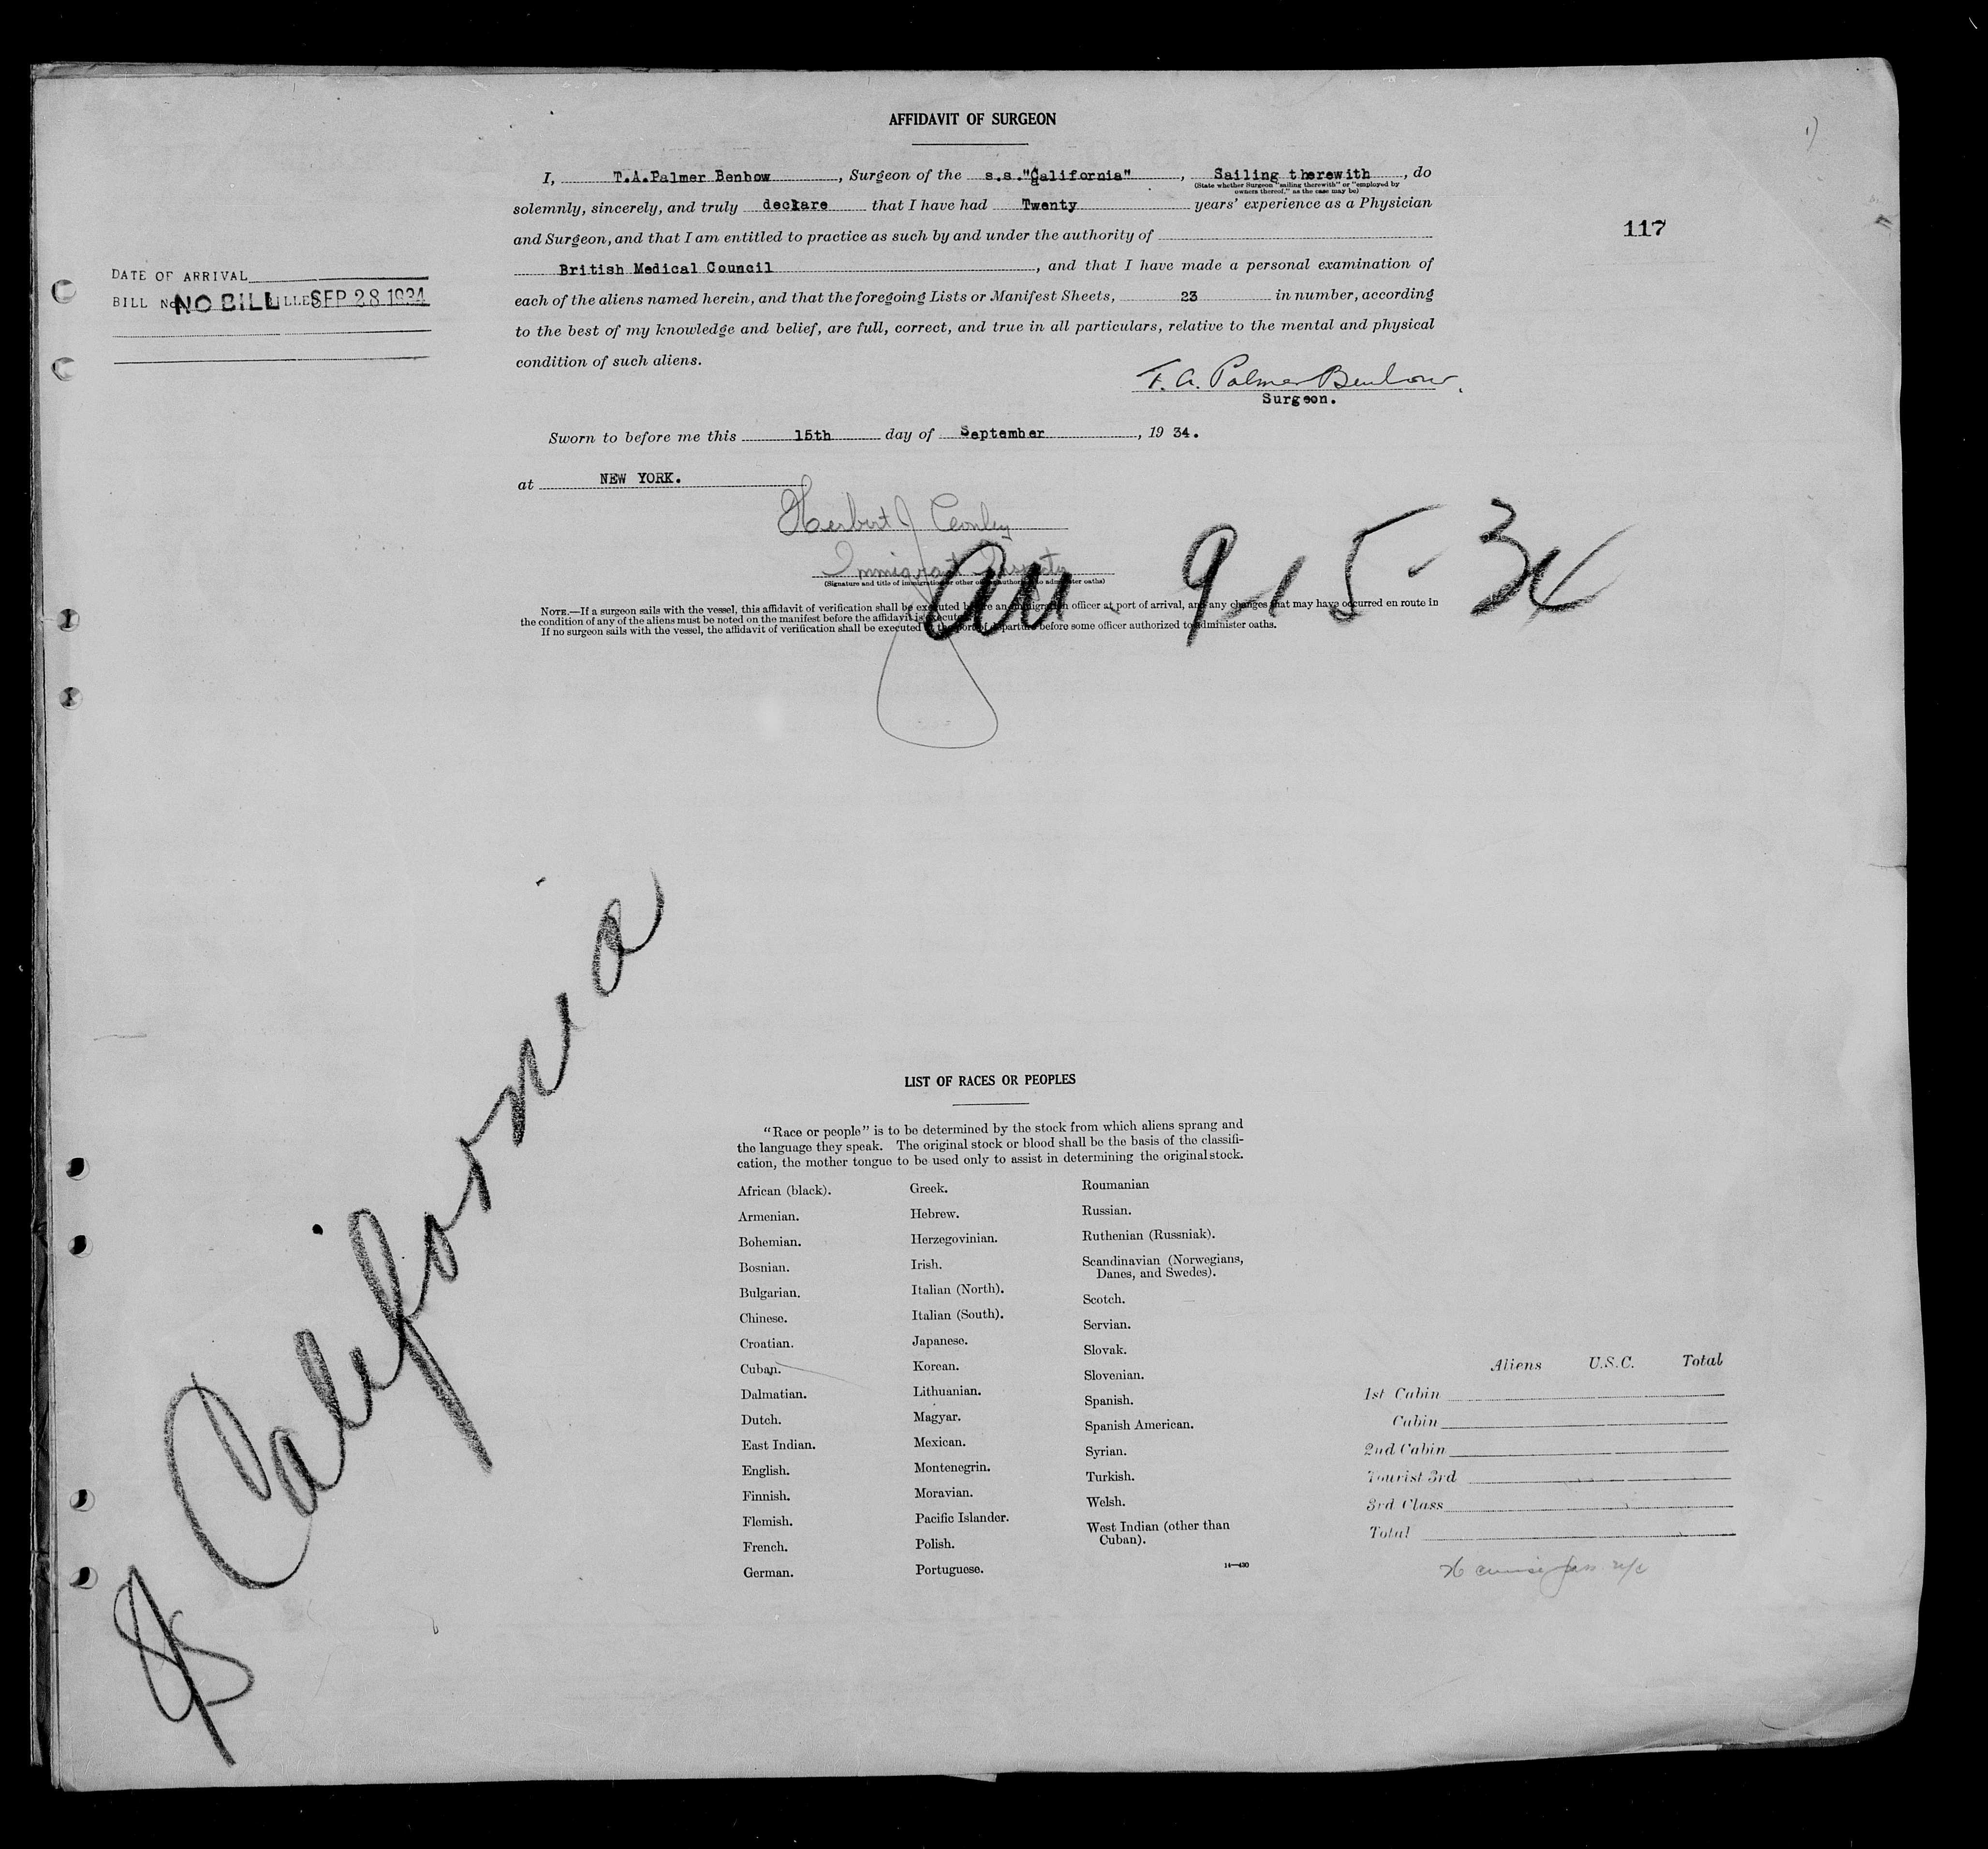 AFFIDAVIT OF SURGEON
I, T.A.Palmer Benbow, Surgeon of the s.s."California", Sailing therewith, do
(State whether Surgeon "sailing therewith" or "employed by
owners thereof," as the case may be)
solemnly, sincerely, and truly declare that I have had Twenty years' experience as a Physician
and Surgeon, and that I am entitled to practice as such by and under the authority of
British Medical Council, and that I have made a personal examination of
each of the aliens named herein, and that the foregoing Lists or Manifest Sheets, 23 in number, according
to the best of my knowledge and belief, are full, correct, and true in all particulars, relative to the mental and physical
condition of such aliens.
T. A. Palmer Benbow.
Surgeon.
Sworn to before me this 15th day of September, 19 34.
at NEW YORK.
117
DATE OF ARRIVAL
BILL No NO BILL SEP 28 1934
Herbert J
Immigrant Inspector
(Signature and title of immigration or other officer authorized to administer oaths)
9-15-34
NOTE.—If a surgeon sails with the vessel, this affidavit of verification shall be executed before an immigration officer at port of arrival, and any changes that may have occurred en route in
the condition of any of the aliens must be noted on the manifest before the affidavit is executed.
If no surgeon sails with the vessel, the affidavit of verification shall be executed at the port of departure before some officer authorized to administer oaths.
SS California
LIST OF RACES OR PEOPLES
"Race or people" is to be determined by the stock from which aliens sprang and
the language they speak. The original stock or blood shall be the basis of the classifi-
cation, the mother tongue to be used only to assist in determining the original stock.
African (black).
Armenian.
Bohemian.
Bosnian.
Bulgarian.
Chinese.
Croatian.
Cuban.
Dalmatian.
Dutch.
East Indian.
English.
Finnish.
Flemish.
French.
German.
Greek.
Hebrew.
Herzegovinian.
Irish.
Italian (North).
Italian (South).
Japanese.
Korean.
Lithuanian.
Magyar.
Mexican.
Montenegrin.
Moravian.
Pacific Islander.
Polish.
Portuguese.
Roumanian
Russian.
Ruthenian (Russniak).
Scandinavian (Norwegians,
Danes, and Swedes).
Scotch.
Servian.
Slovak.
Slovenian.
Spanish.
Spanish American.
Syrian.
Turkish.
Welsh.
West Indian (other than
Cuban).
14—430
Aliens U.S.C. Total
1st Cabin
Cabin
2nd Cabin
Tourist 3rd
3rd Class
Total